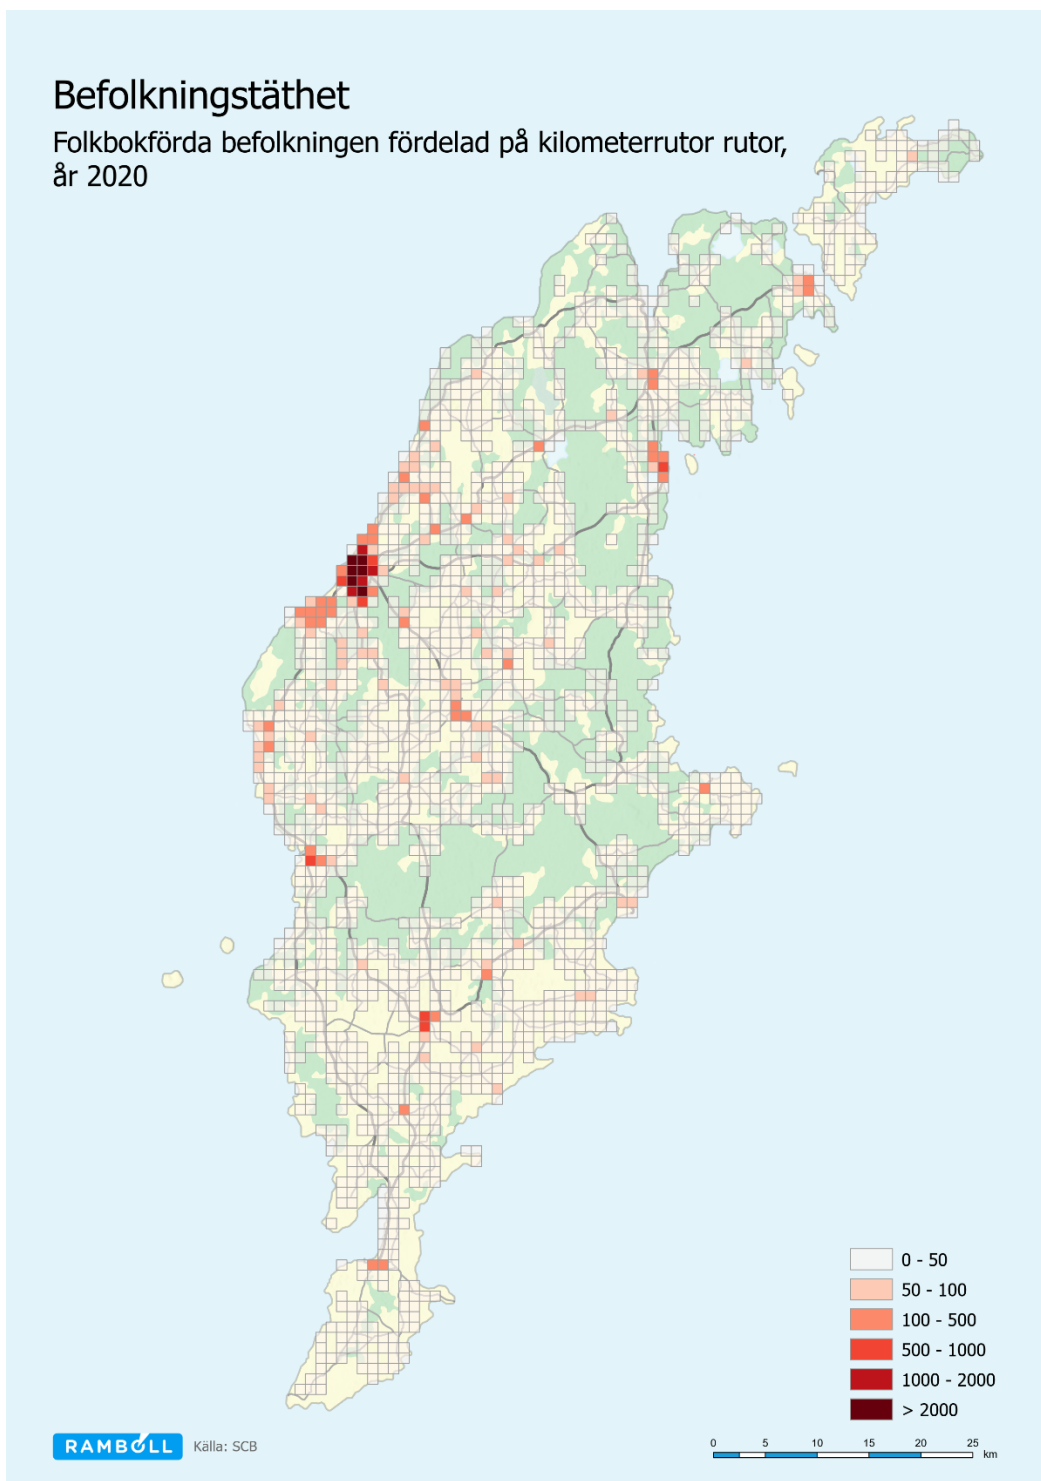 Befolkningstäthet
Folkbokförda befolkningen fördelad på kilometerrutor rutor,
år 2020
0 - 50
50 - 100
100 - 500
500 - 1000
1000 - 2000
> 2000
RAMBOLL Källa: SCB
0 5 10 15 20 25
km